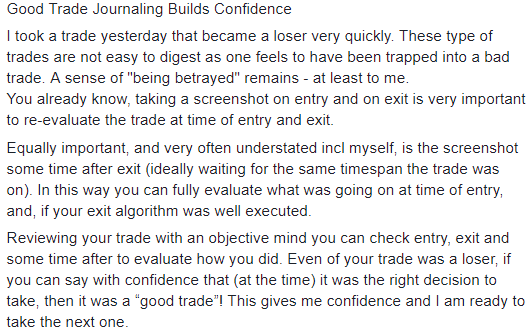 Good Trade Journaling Builds Confidence
I took a trade yesterday that became a loser very quickly. These type of
trades are not easy to digest as one feels to have been trapped into a bad
trade. A sense of "being betrayed" remains - at least to me.
You already know, taking a screenshot on entry and on exit is very important
to re-evaluate the trade at time of entry and exit.
Equally important, and very often understated incl myself, is the screenshot
some time after exit (ideally waiting for the same timespan the trade was
on). In this way you can fully evaluate what was going on at time of entry,
and, if your exit algorithm was well executed.
Reviewing your trade with an objective mind you can check entry, exit and
some time after to evaluate how you did. Even of your trade was a loser, if
you can say with confidence that (at the time) it was the right decision to
take, then it was a “good trade”! This gives me confidence and I am ready to
take the next one.